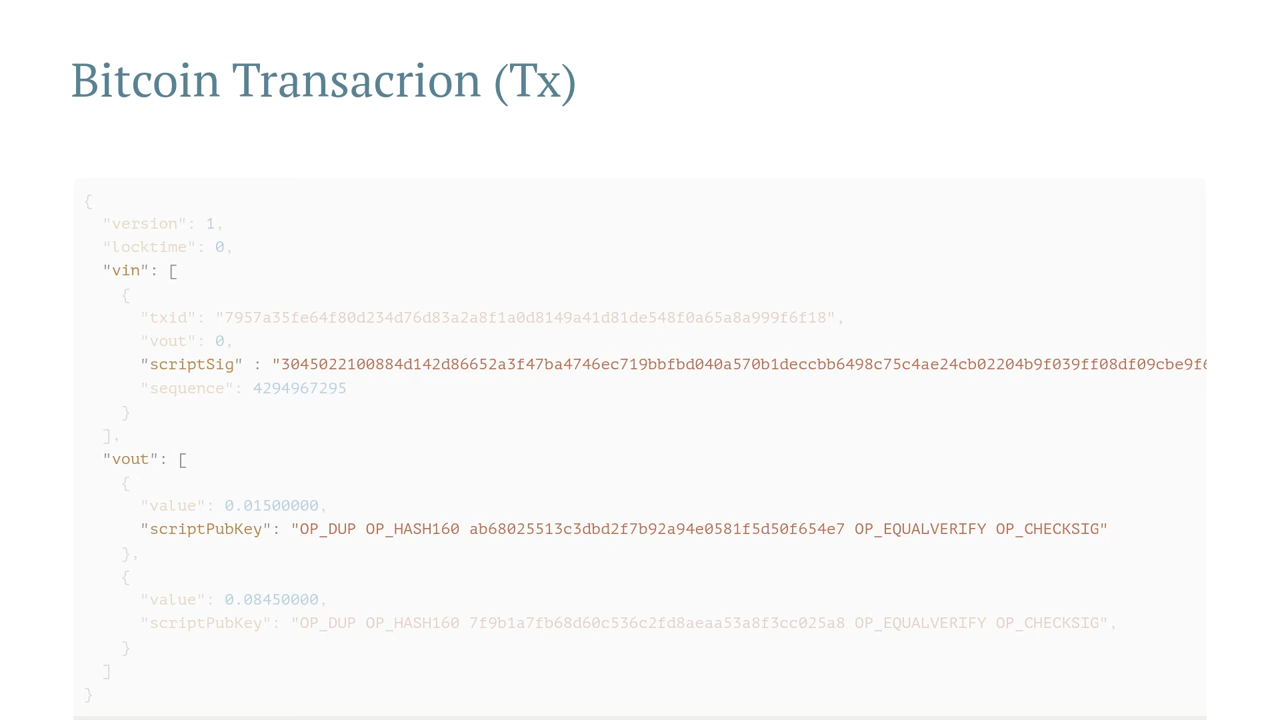 Bitcoin Transacrion (Tx)
{
"version": 1,
"locktime": 0,
"vin": [
{
"txid": "7957a35fe64f80d234d76d83a2a8f1a0d8149a41d81de548f0a65a8a999f6f18",
"vout": 0,
"scriptSig" : "3045022100884d142d86652a3f47ba4746ec719bbfbd040a570b1deccbb6498c75c4ae24cb02204b9f039ff08df09cbe9f6
"sequence": 4294967295
}
],
"vout": [
{
"value": 0.01500000,
"scriptPubKey": "OP_DUP OP_HASH160 ab68025513c3dbd2f7b92a94e0581f5d50f654e7 OP_EQUALVERIFY OP_CHECKSIG"
},
{
"value": 0.08450000,
"scriptPubKey": "OP_DUP OP_HASH160 7f9b1a7fb68d60c536c2fd8aeaa53a8f3cc025a8 OP_EQUALVERIFY OP_CHECKSIG",
}
]
}